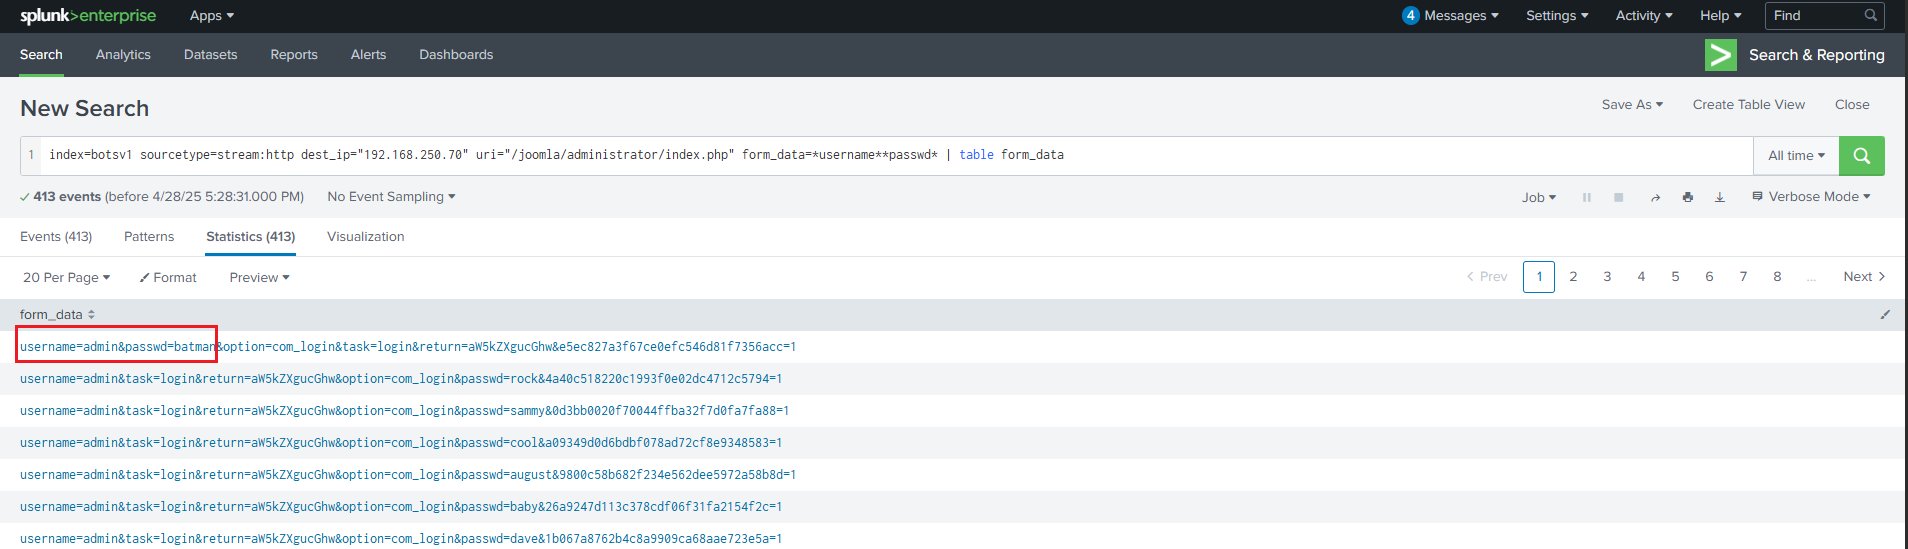 splunk>enterprise Apps 4 Messages Settings Activity Help Find
Search Analytics Datasets Reports Alerts Dashboards Search & Reporting
New Search Save As Create Table View Close
1 index=botsv1 sourcetype=stream:http dest_ip="192.168.250.70" uri="/joomla/administrator/index.php" form_data=*username**passwd* | table form_data All time
413 events (before 4/28/25 5:28:31.000 PM) No Event Sampling Job Verbose Mode
Events (413) Patterns Statistics (413) Visualization
20 Per Page Format Preview < Prev 1 2 3 4 5 6 7 8 ... Next >
form_data
username=admin&passwd=batman&option=com_login&task=login&return=aW5kZXgucGhw&e5ec827a3f67ce0efc546d81f7356acc=1
username=admin&task=login&return=aW5kZXgucGhw&option=com_login&passwd=rock&4a40c518220c1993f0e02dc4712c5794=1
username=admin&task=login&return=aW5kZXgucGhw&option=com_login&passwd=sammy&0d3bb0020f70044ffba32f7d0fa7fa88=1
username=admin&task=login&return=aW5kZXgucGhw&option=com_login&passwd=cool&a09349d0d6bdbf078ad72cf8e9348583=1
username=admin&task=login&return=aW5kZXgucGhw&option=com_login&passwd=august&9800c58b682f234e562dee5972a58b8d=1
username=admin&task=login&return=aW5kZXgucGhw&option=com_login&passwd=baby&26a9247d113c378cdf06f31fa2154f2c=1
username=admin&task=login&return=aW5kZXgucGhw&option=com_login&passwd=dave&1b067a8762b4c8a9909ca68aae723e5a=1